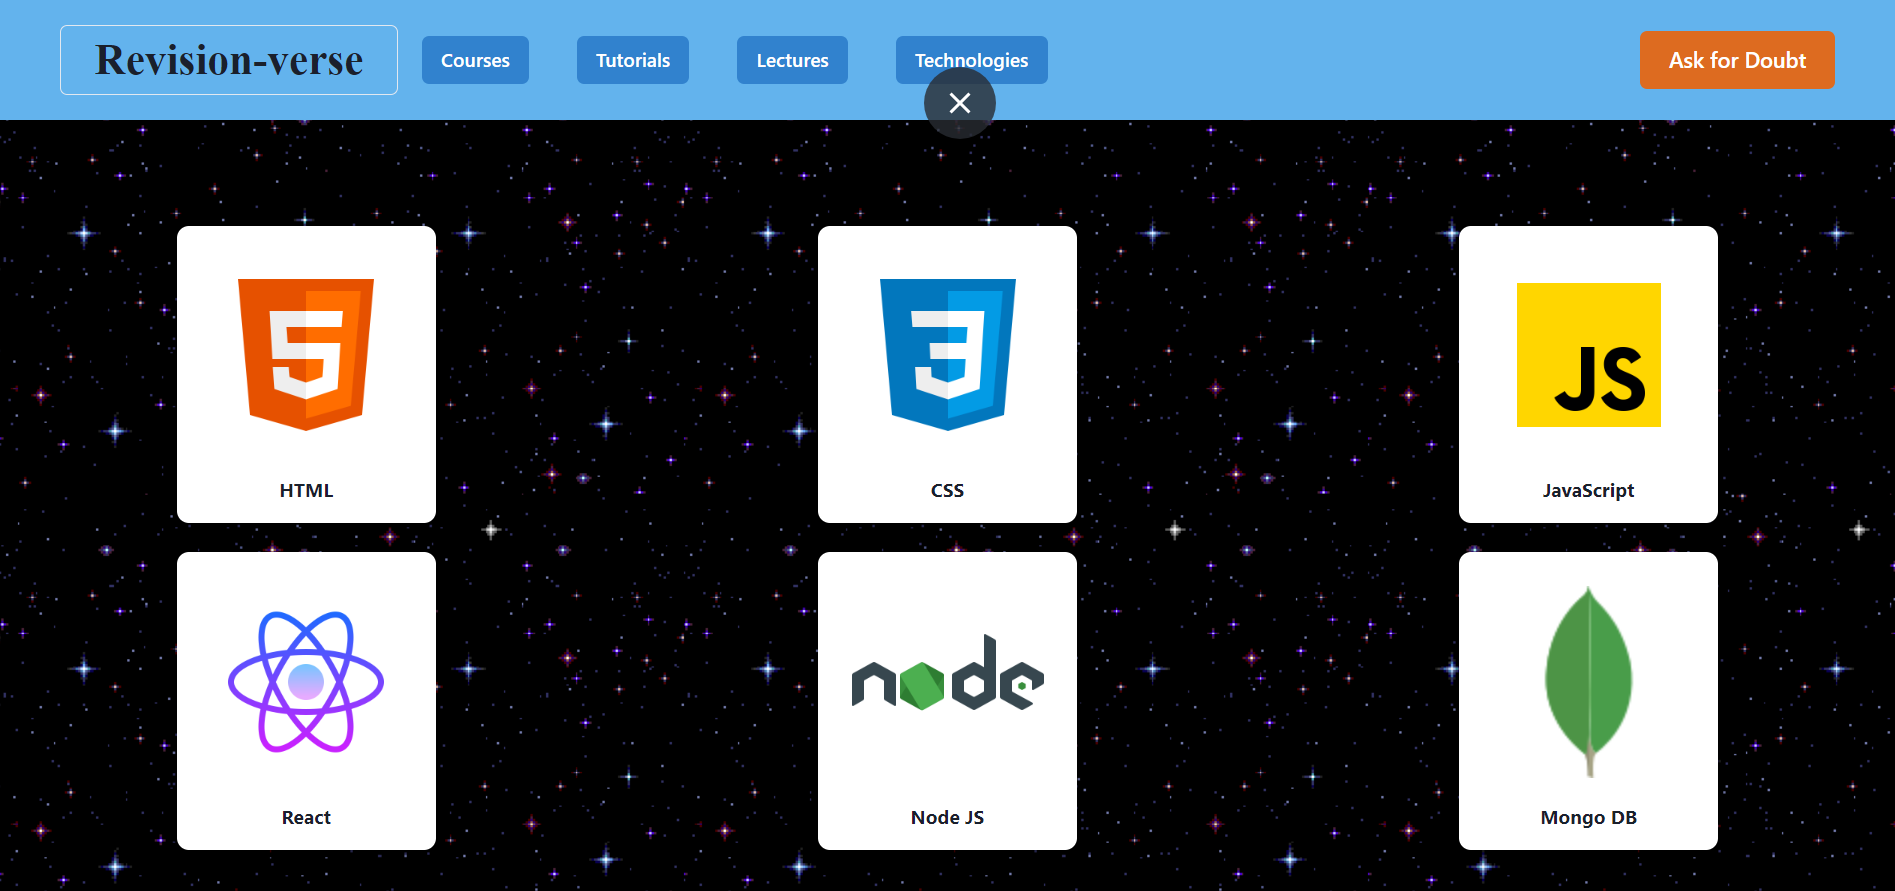 Revision-verse
Courses
Tutorials
Lectures
Technologies
Ask for Doubt
5
3
JS
HTML
CSS
JavaScript
node
React
Node JS
Mongo DB